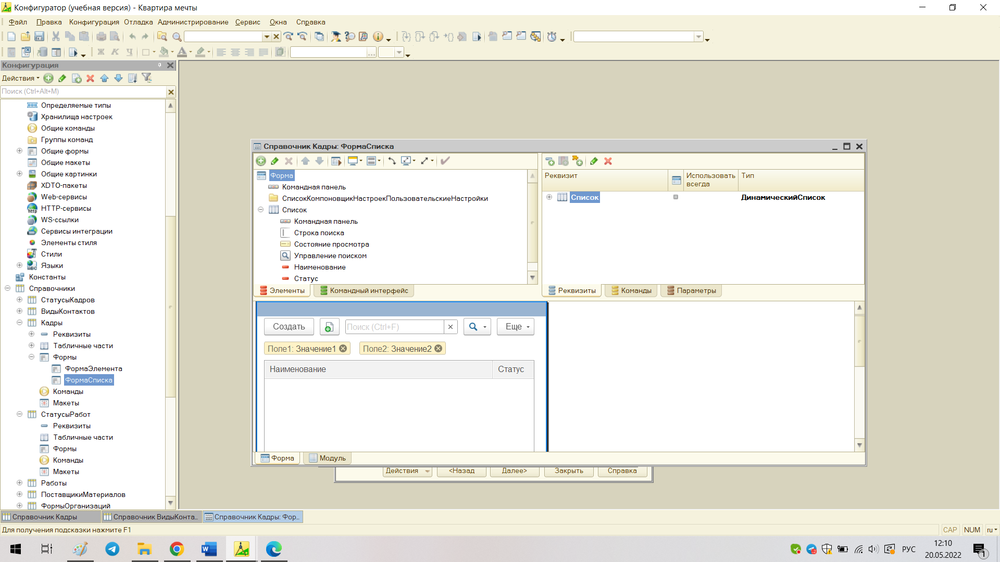 Конфигуратор (учебная версия) - Квартира мечты
Файл Правка Конфигурация Отладка Администрирование Сервис Окна Справка
Конфигурация
Действия
Поиск (Ctrl+Alt+M)
Определяемые типы
Хранилища настроек
Общие команды
Группы команд
Общие формы
Общие макеты
Общие картинки
XDTO-пакеты
Web-сервисы
HTTP-сервисы
WS-ссылки
Сервисы интеграции
Элементы стиля
Стили
Языки
Константы
Справочники
СтатусыКадров
ВидыКонтактов
Кадры
Реквизиты
Табличные части
Формы
ФормаЭлемента
ФормаСписка
Команды
Макеты
СтатусыРабот
Реквизиты
Табличные части
Формы
Команды
Макеты
Работы
ПоставщикиМатериалов
ФормыОрганизаций
Справочник Кадры: ФормаСписка
Форма
Командная панель
СписокКомпоновщикНастроекПользовательскиеНастройки
Список
Командная панель
Строка поиска
Состояние просмотра
Управление поиском
Наименование
Статус
Элементы Командный интерфейс
Реквизит Использовать всегда Тип
Список ДинамическийСписок
Реквизиты Команды Параметры
Создать Поиск (Ctrl+F) Еще
Поле1: Значение1 Поле2: Значение2
Наименование Статус
Форма Модуль
Действия <Назад Далее> Закрыть Справка
Справочник Кадры Справочник ВидыКонта... Справочник Кадры: Фор...
Для получения подсказки нажмите F1
CAP NUM ru
РУС
12:10
20.05.2022
1